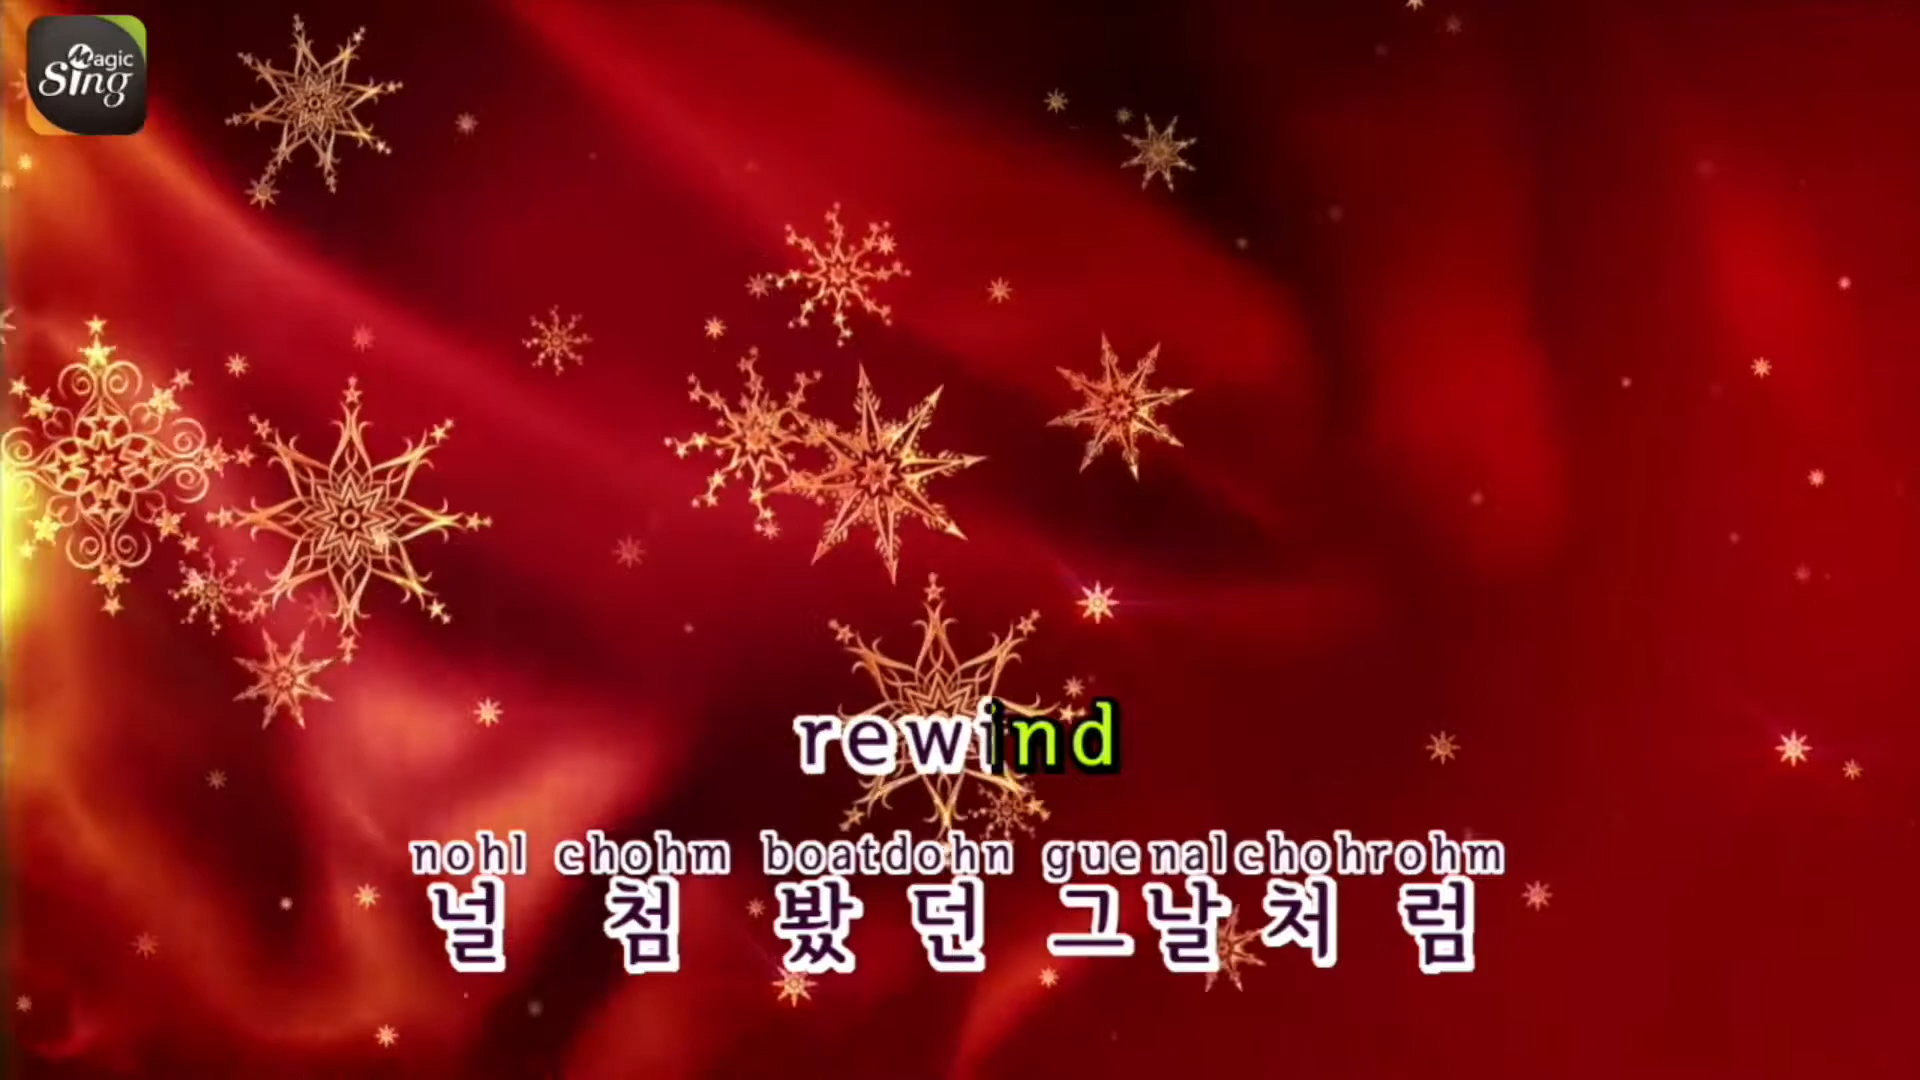 Magic
Sing
rewind
nohl chohm boatdohn guenalchohrohm
널 첨 봤던 그날처럼